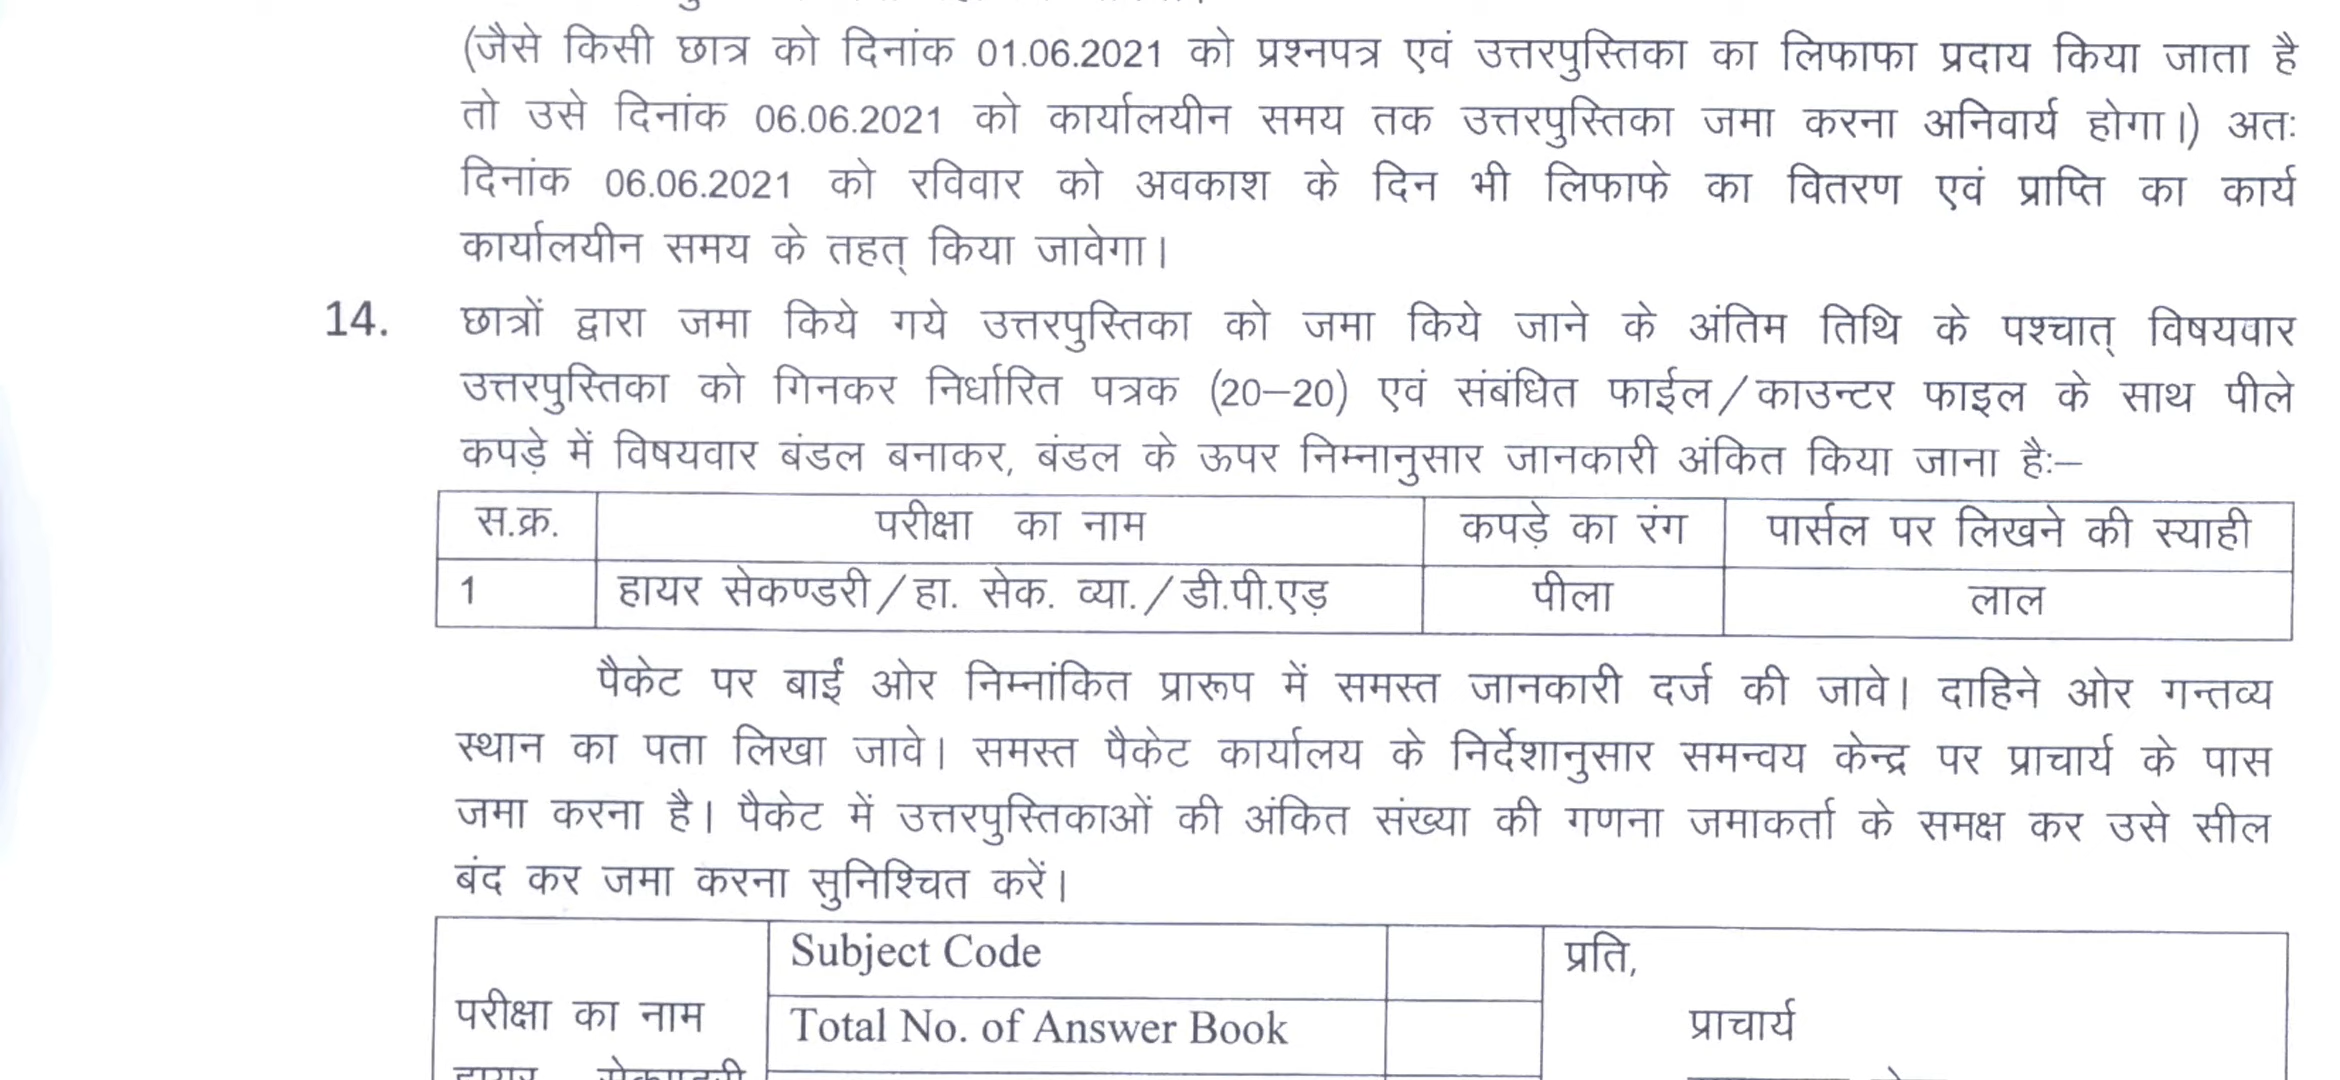 (जैसे किसी छात्र को दिनांक 01.06.2021 को प्रश्नपत्र एवं उत्तरपुस्तिका का लिफाफा प्रदाय किया जाता है
तो उसे दिनांक 06.06.2021 को कार्यालयीन समय तक उत्तरपुस्तिका जमा करना अनिवार्य होगा।) अतः
दिनांक 06.06.2021 को रविवार को अवकाश के दिन भी लिफाफे का वितरण एवं प्राप्ति का कार्य
कार्यालयीन समय के तहत् किया जावेगा।
14. छात्रों द्वारा जमा किये गये उत्तरपुस्तिका को जमा किये जाने के अंतिम तिथि के पश्चात् विषयवार
उत्तरपुस्तिका को गिनकर निर्धारित पत्रक (20–20) एवं संबंधित फाईल/काउन्टर फाइल के साथ पीले
कपड़े में विषयवार बंडल बनाकर, बंडल के ऊपर निम्नानुसार जानकारी अंकित किया जाना है:–
स.क्र. परीक्षा का नाम कपड़े का रंग पार्सल पर लिखने की स्याही
1 हायर सेकण्डरी/हा. सेक. व्या./डी.पी.एड़ पीला लाल
पैकेट पर बाईं ओर निम्नांकित प्रारूप में समस्त जानकारी दर्ज की जावे। दाहिने ओर गन्तव्य
स्थान का पता लिखा जावे। समस्त पैकेट कार्यालय के निर्देशानुसार समन्वय केन्द्र पर प्राचार्य के पास
जमा करना है। पैकेट में उत्तरपुस्तिकाओं की अंकित संख्या की गणना जमाकर्ता के समक्ष कर उसे सील
बंद कर जमा करना सुनिश्चित करें।
Subject Code प्रति,
परीक्षा का नाम Total No. of Answer Book प्राचार्य
हायर सेकण्डरी